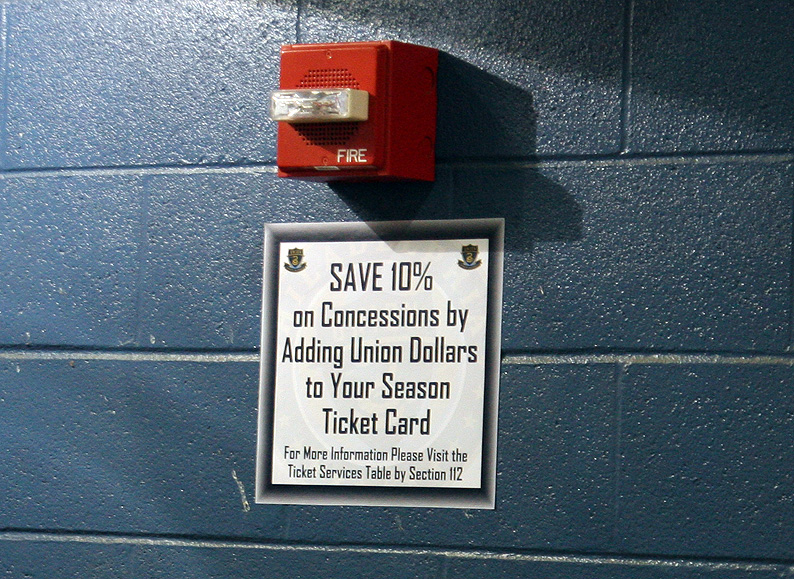 FIRE
SAVE 10%
on Concessions by
Adding Union Dollars
to Your Season
Ticket Card
For More Information Please Visit the
Ticket Services Table by Section 112